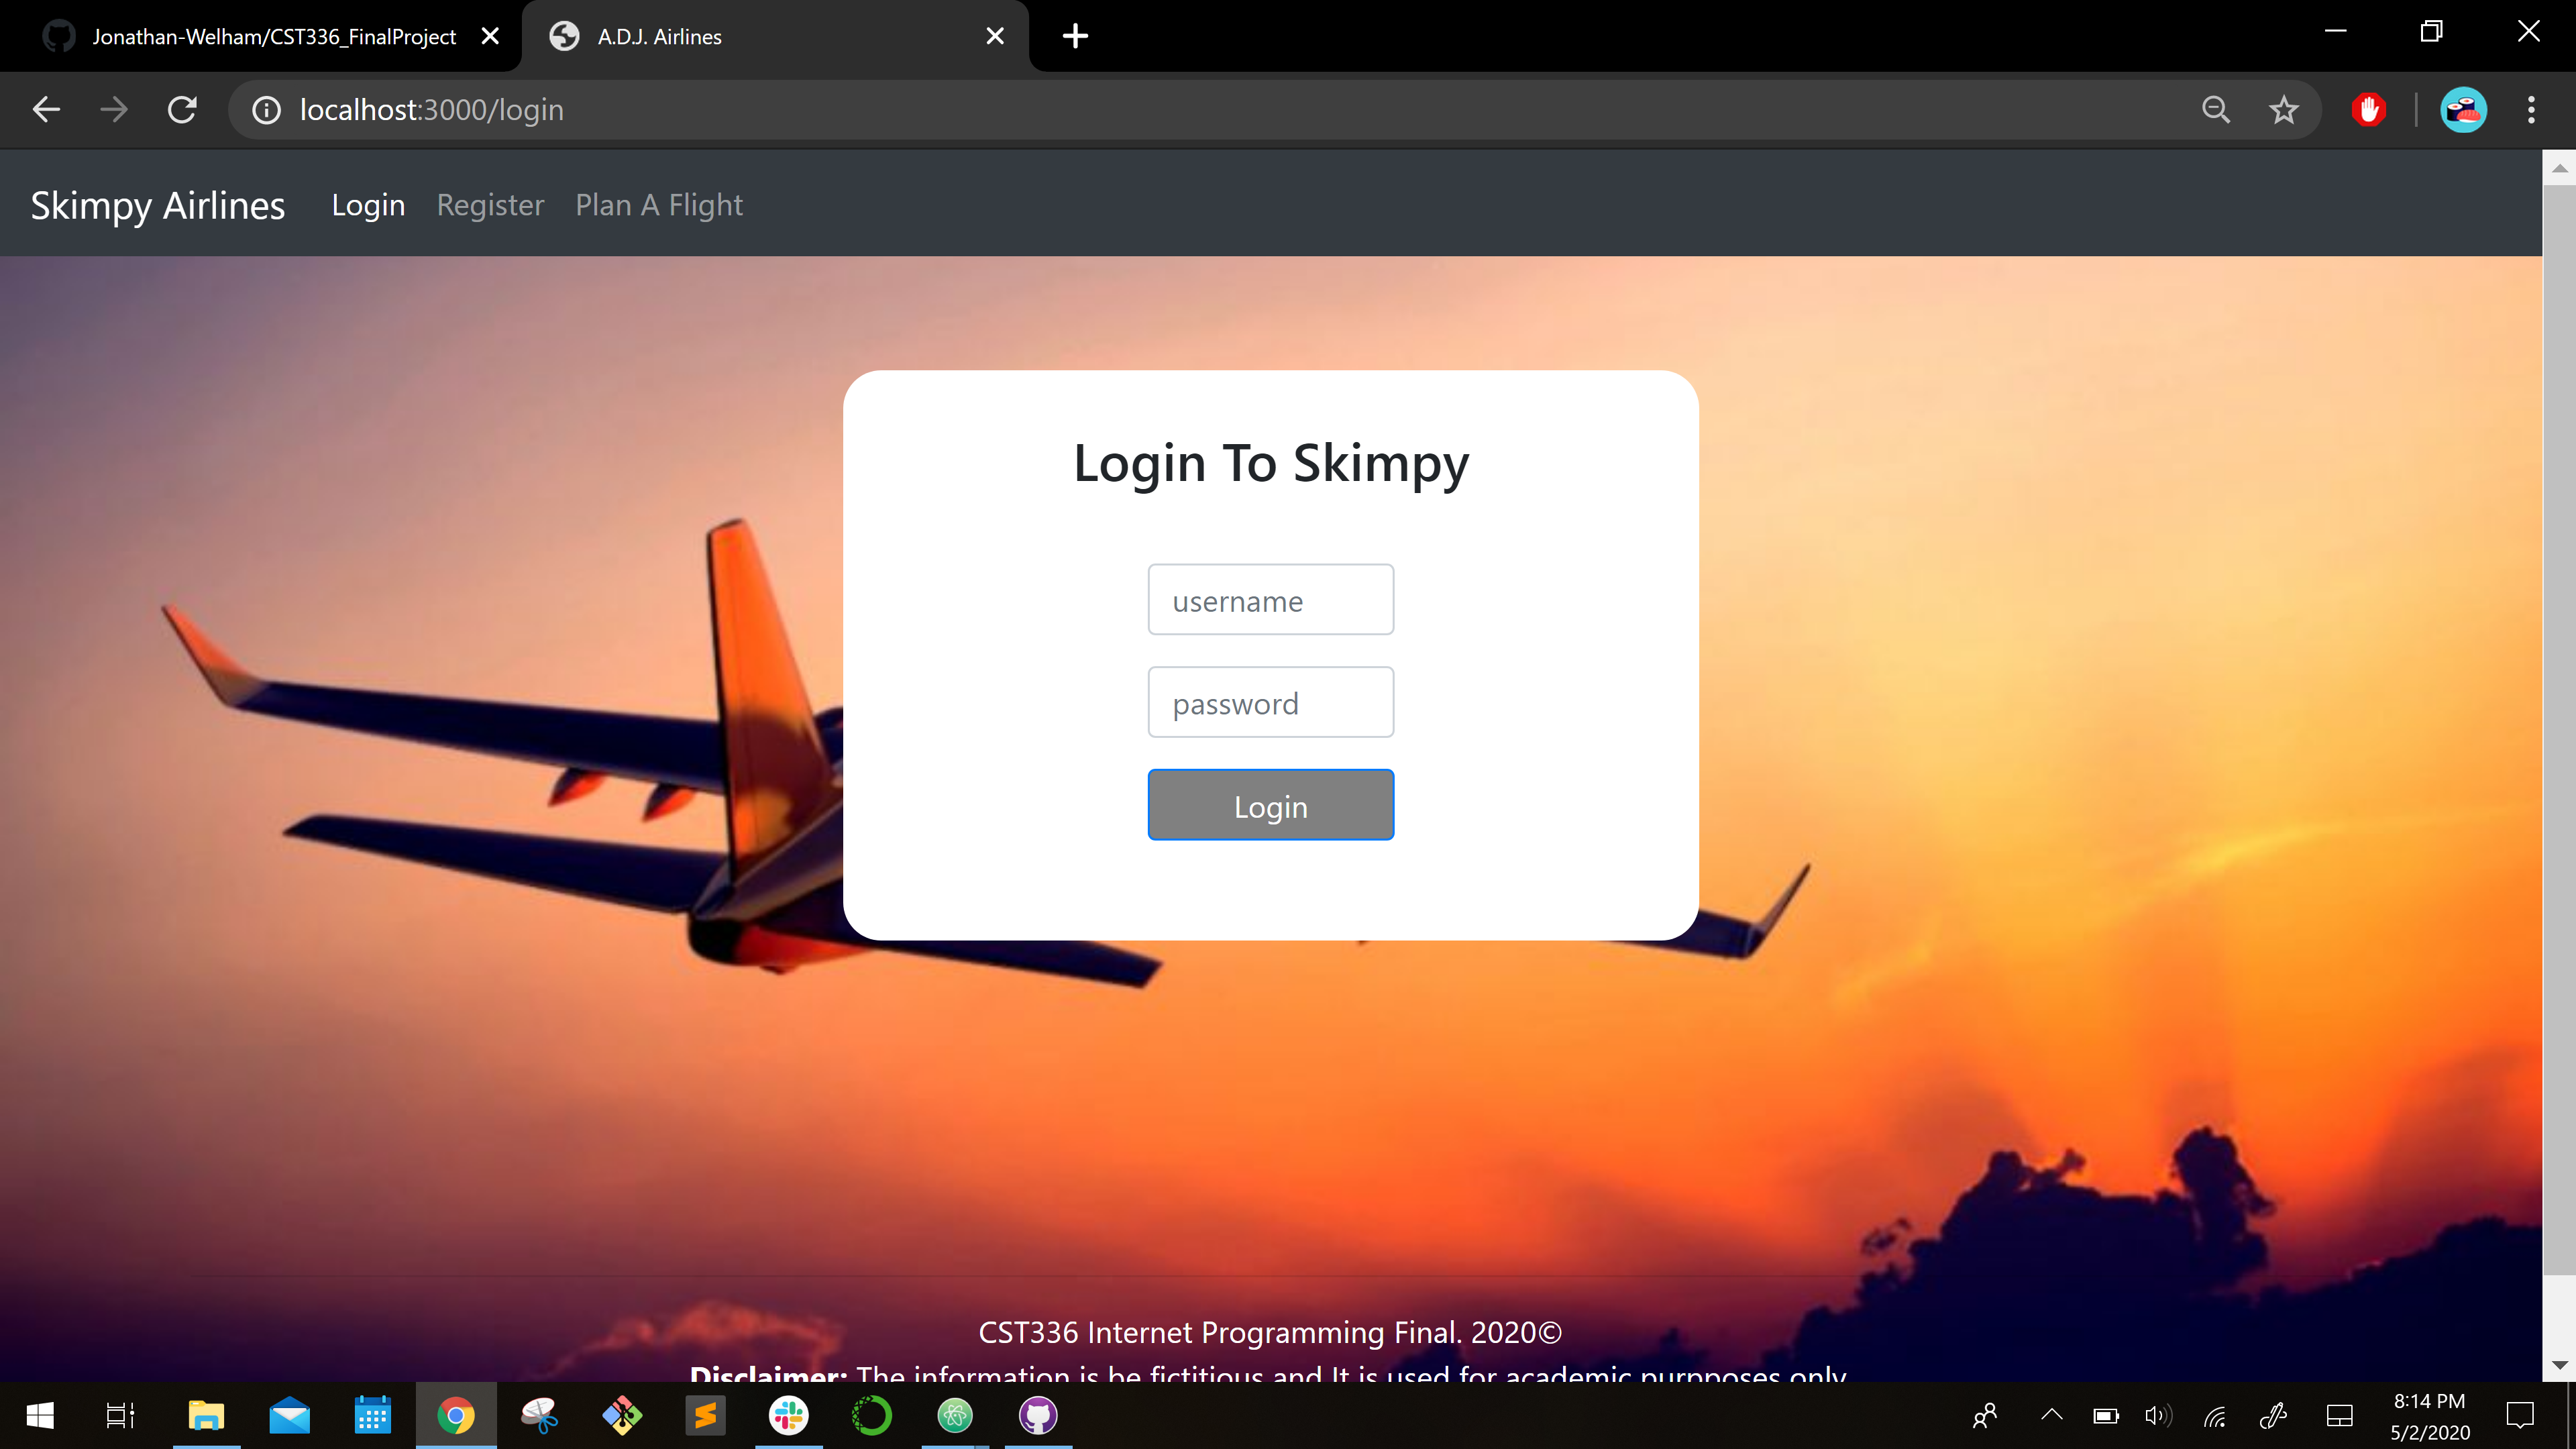 Jonathan-Welham/CST336_FinalProject
A.D.J. Airlines
localhost:3000/login
Skimpy Airlines
Login
Register
Plan A Flight
Login To Skimpy
username
password
Login
CST336 Internet Programming Final. 2020©
Disclaimer: The information is be fictitious and It is used for academic purpposes only
8:14 PM
5/2/2020